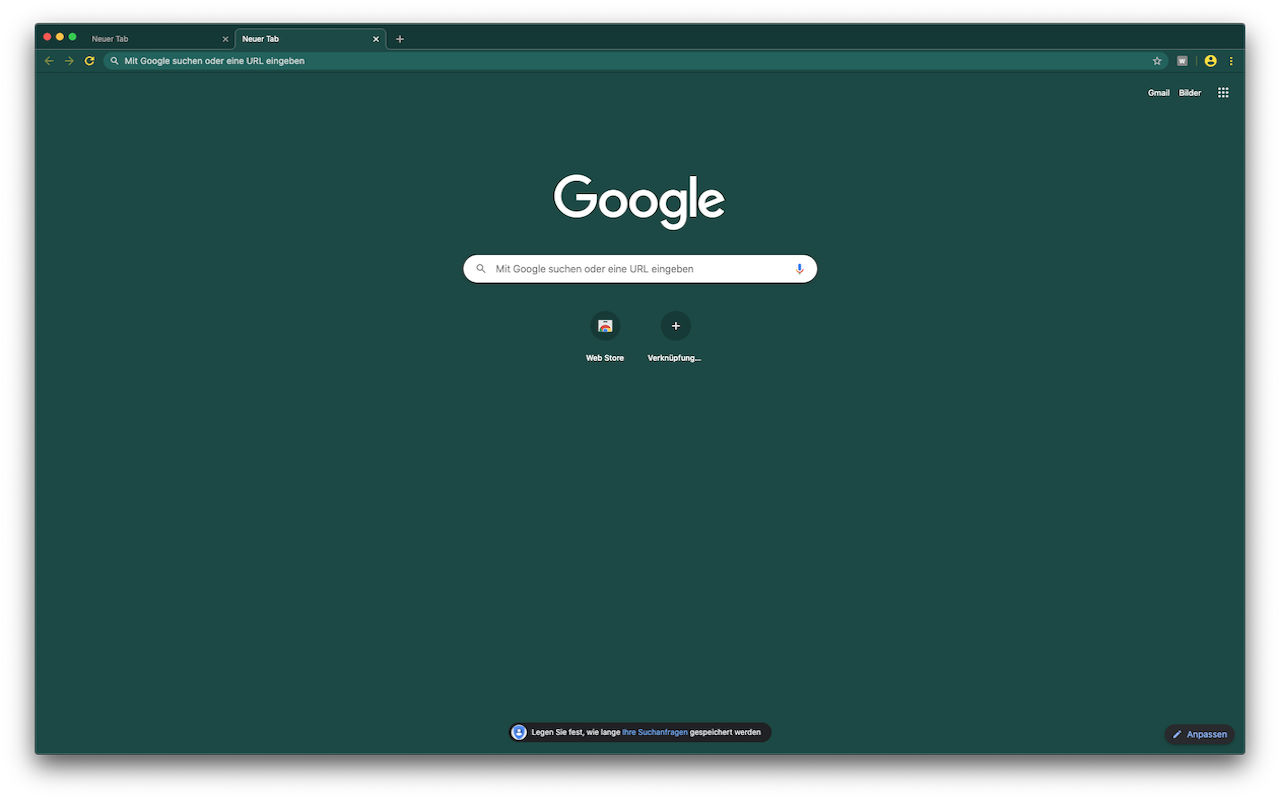 Neuer Tab
Neuer Tab
Mit Google suchen oder eine URL eingeben
W
Gmail Bilder
Google
Mit Google suchen oder eine URL eingeben
Web Store Verknüpfung...
Legen Sie fest, wie lange Ihre Suchanfragen gespeichert werden
Anpassen